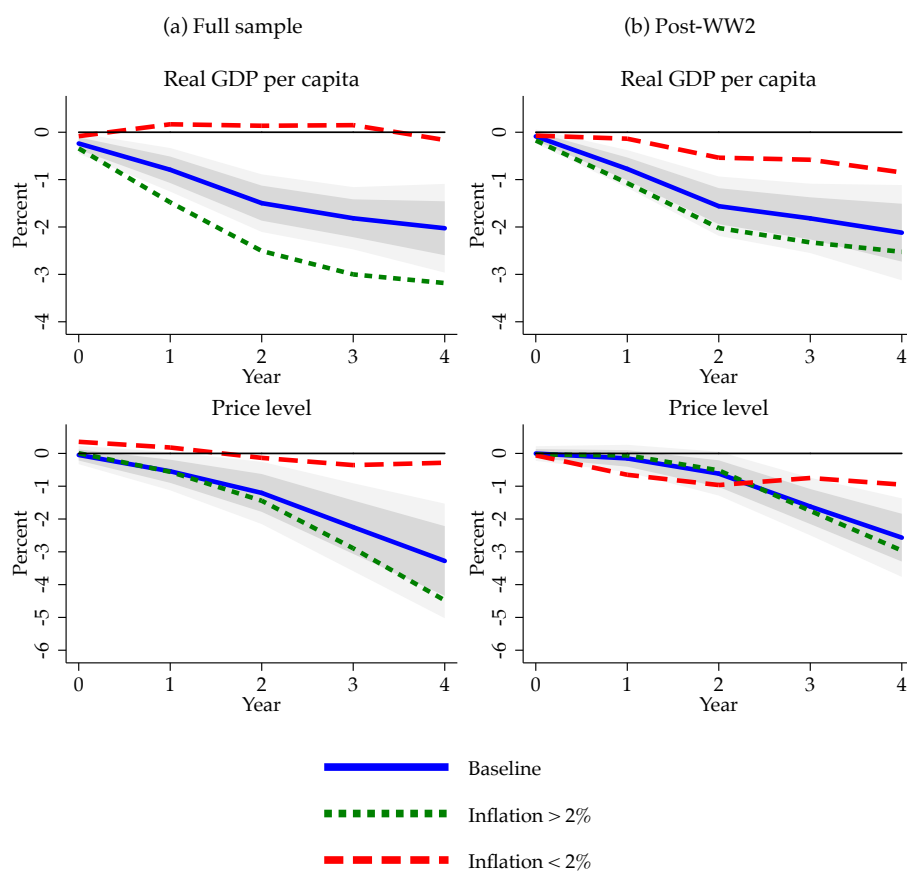 (a) Full sample
(b) Post-WW2
Real GDP per capita
Percent
0
-1
-2
-3
-4
0 1 2 3 4
Year
Real GDP per capita
Percent
0
-1
-2
-3
-4
0 1 2 3 4
Year
Price level
Percent
0
-1
-2
-3
-4
-5
-6
0 1 2 3 4
Year
Price level
Percent
0
-1
-2
-3
-4
-5
-6
0 1 2 3 4
Year
Baseline
Inflation > 2%
Inflation < 2%